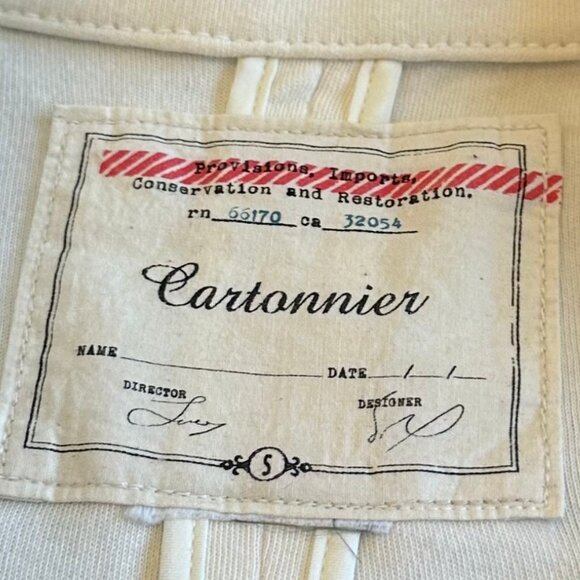 Provisions, Imports,
Conservation and Restoration.
rn 66170 ca 32054
Cartonnier
NAME DATE / /
DIRECTOR DESIGNER
S